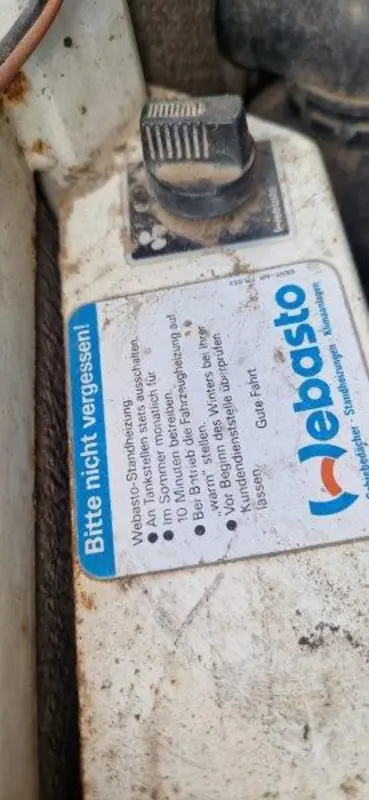 Bitte nicht vergessen!
Webasto-Standheizung:
● An Tankstellen stets ausschalten.
● Im Sommer monatlich für
10 Minuten betreiben.
● Bei Betrieb die Fahrzeugheizung auf
"warm" stellen.
● Vor Beginn des Winters bei Ihrer
Kundendienststelle überprüfen
lassen.
Gute Fahrt
Webasto
Schiebedächer · Standheizungen · Klimaanlagen